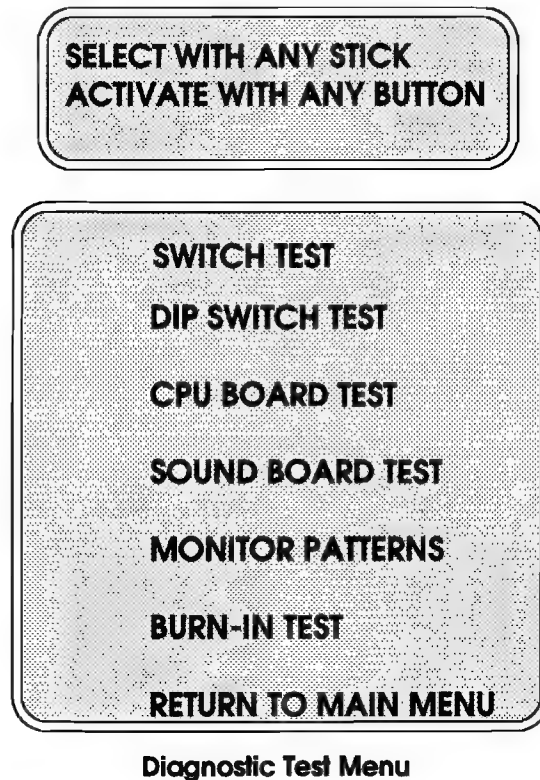 SELECT WITH ANY STICK
ACTIVATE WITH ANY BUTTON
SWITCH TEST
DIP SWITCH TEST
CPU BOARD TEST
SOUND BOARD TEST
MONITOR PATTERNS
BURN-IN TEST
RETURN TO MAIN MENU
Diagnostic Test Menu